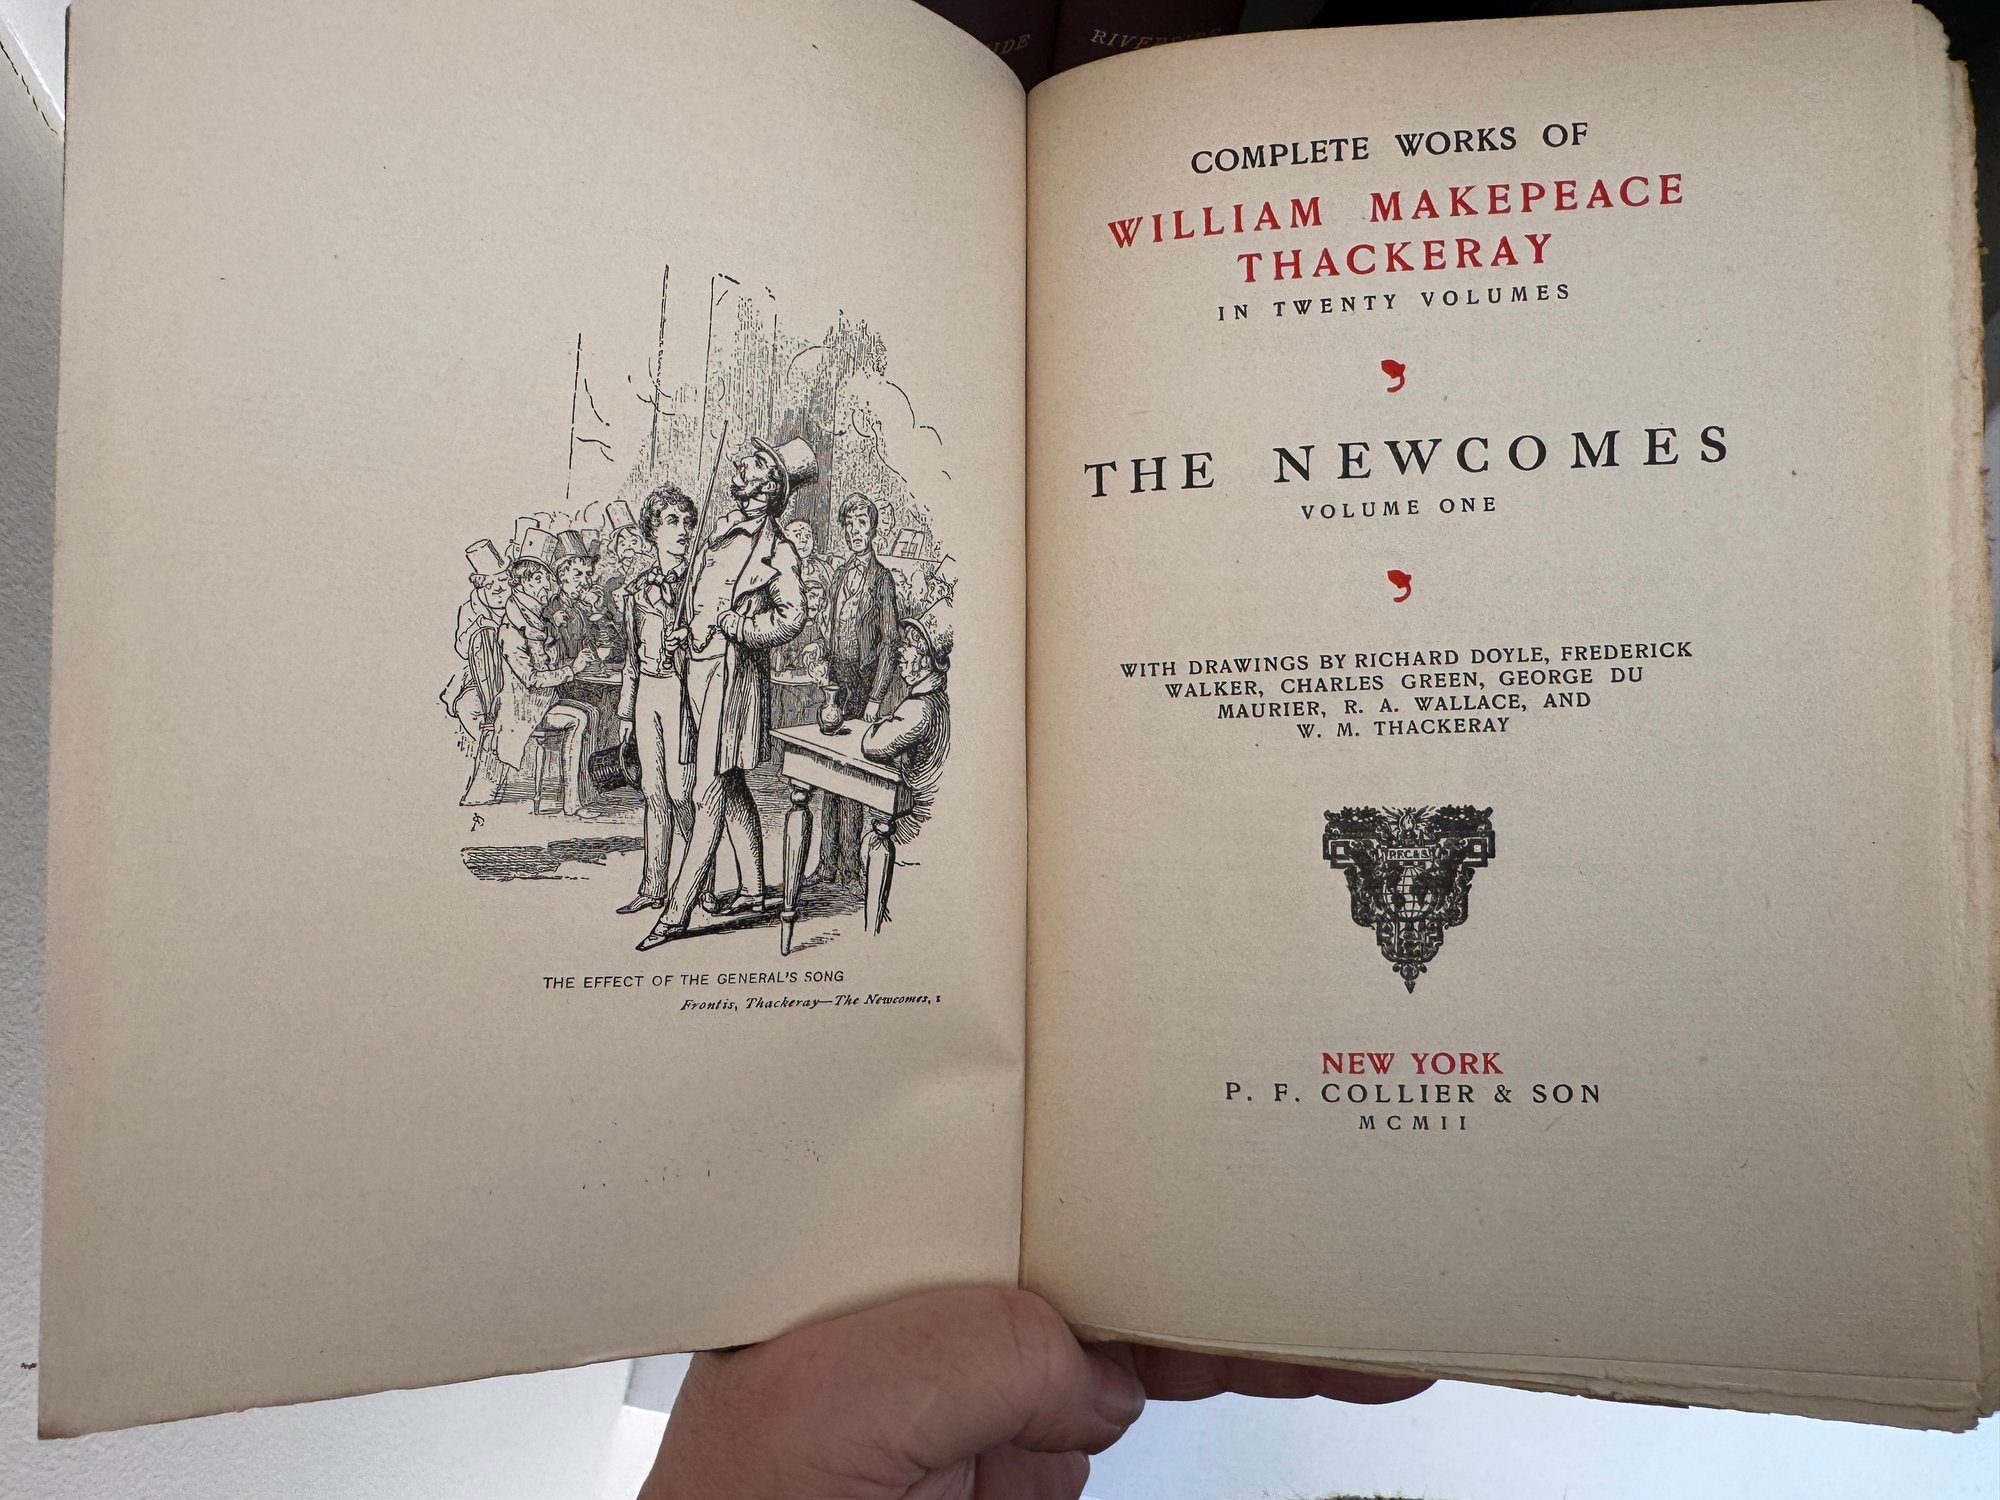 RIVERSIDE
THE EFFECT OF THE GENERAL'S SONG
Frontis, Thackeray—The Newcomes, 1
COMPLETE WORKS OF
WILLIAM MAKEPEACE
THACKERAY
IN TWENTY VOLUMES
THE NEWCOMES
VOLUME ONE
WITH DRAWINGS BY RICHARD DOYLE, FREDERICK
WALKER, CHARLES GREEN, GEORGE DU
MAURIER, R. A. WALLACE, AND
W. M. THACKERAY
P.F.C. & S.
NEW YORK
P. F. COLLIER & SON
MCMII